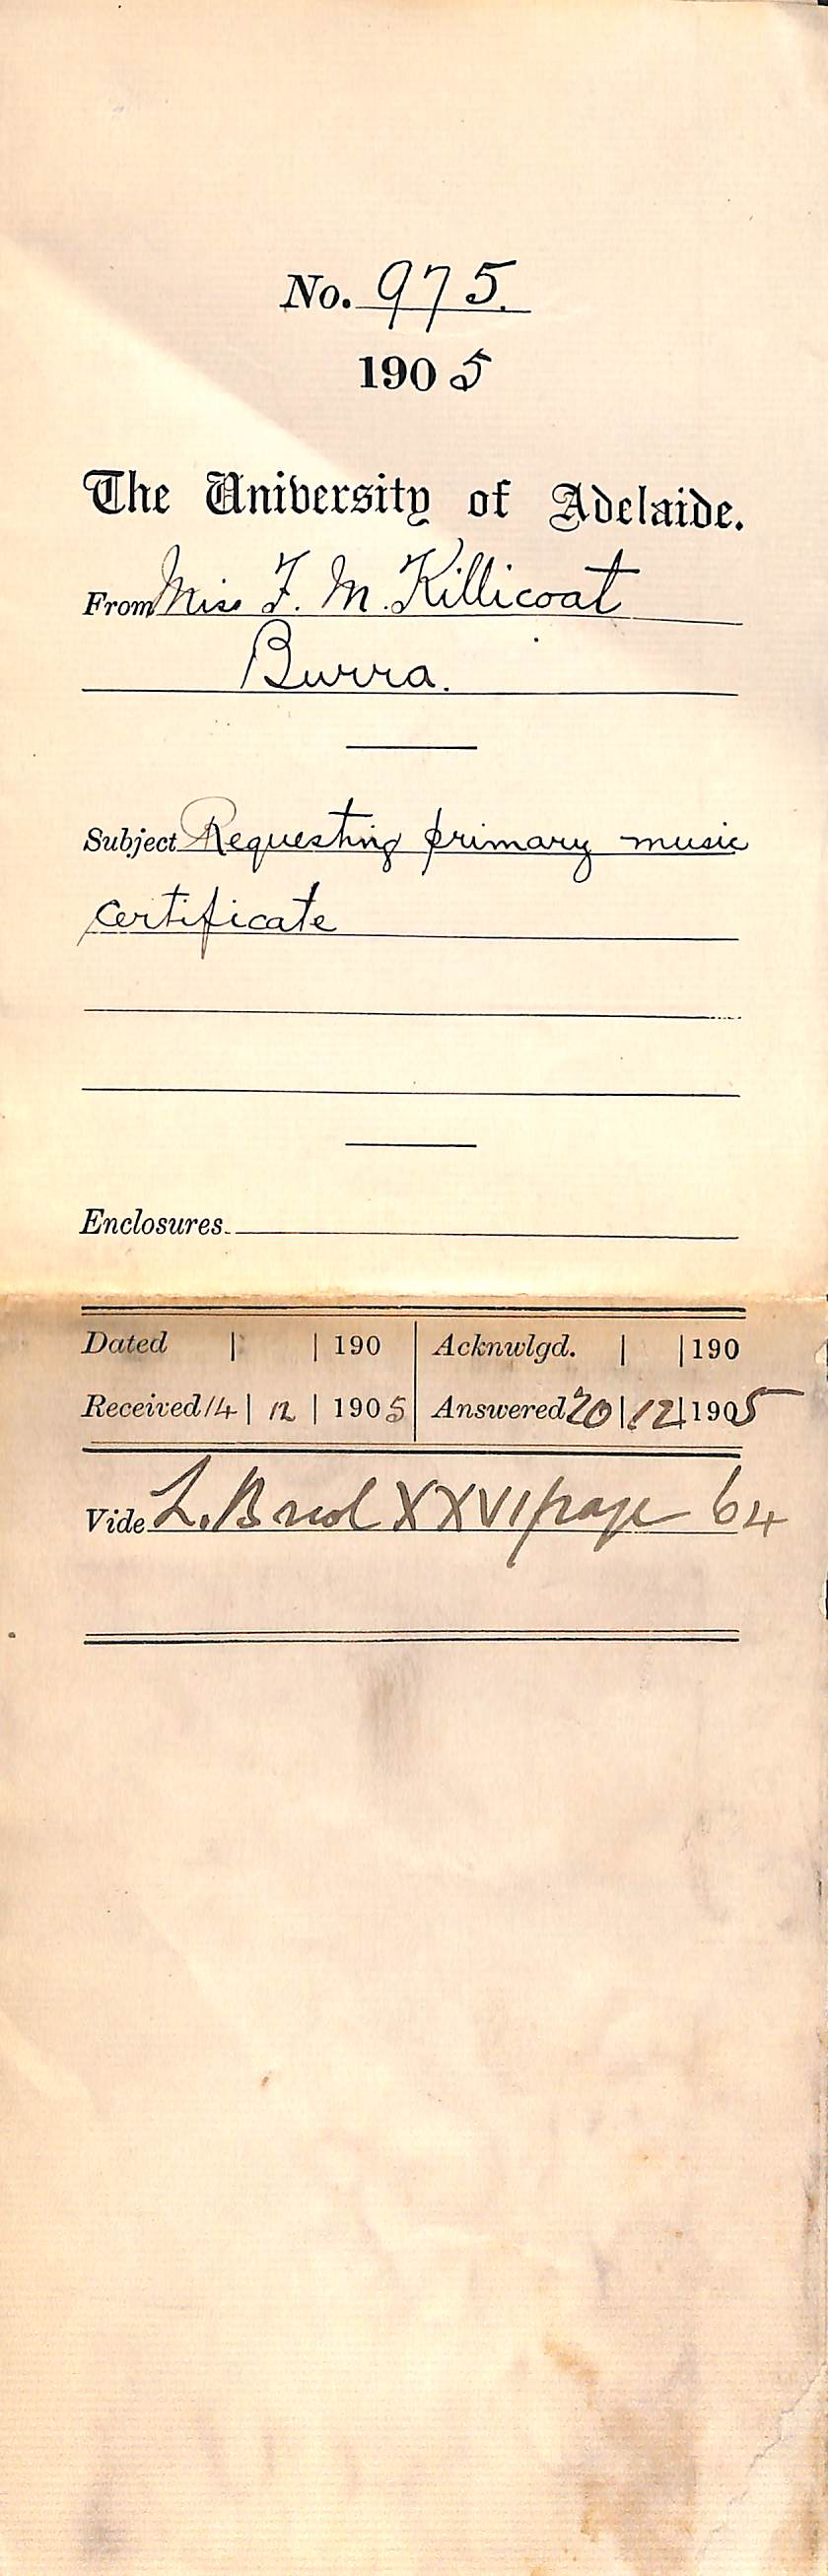 No. 975.
1905
The University of Adelaide.
From Miss F. M. Killicoat
Burra.
Subject Requesting primary music
certificate
Enclosures.
Dated | | 190 Acknwlgd. | | 190
Received 14 | 12 | 1905 Answered 20 | 12 | 1905
Vide L. B vol XXVI page 64